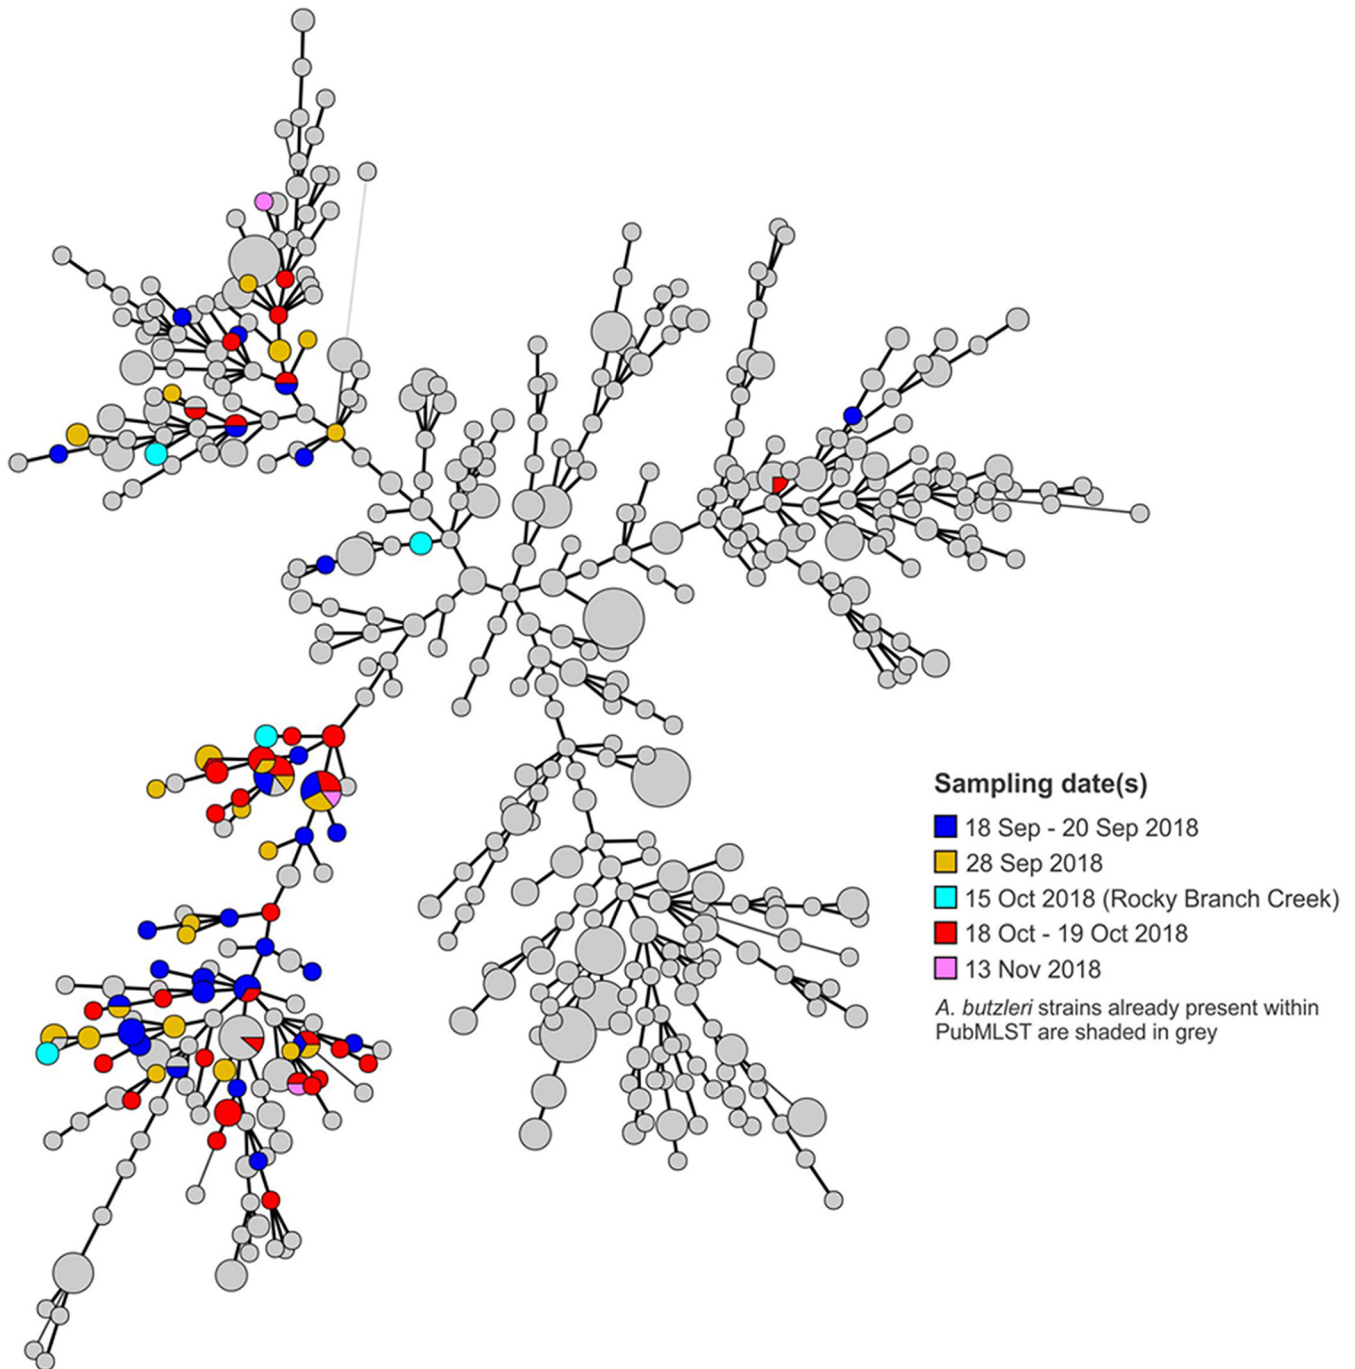 Sampling date(s)
18 Sep - 20 Sep 2018
28 Sep 2018
15 Oct 2018 (Rocky Branch Creek)
18 Oct - 19 Oct 2018
13 Nov 2018
A. butzleri strains already present within
PubMLST are shaded in grey